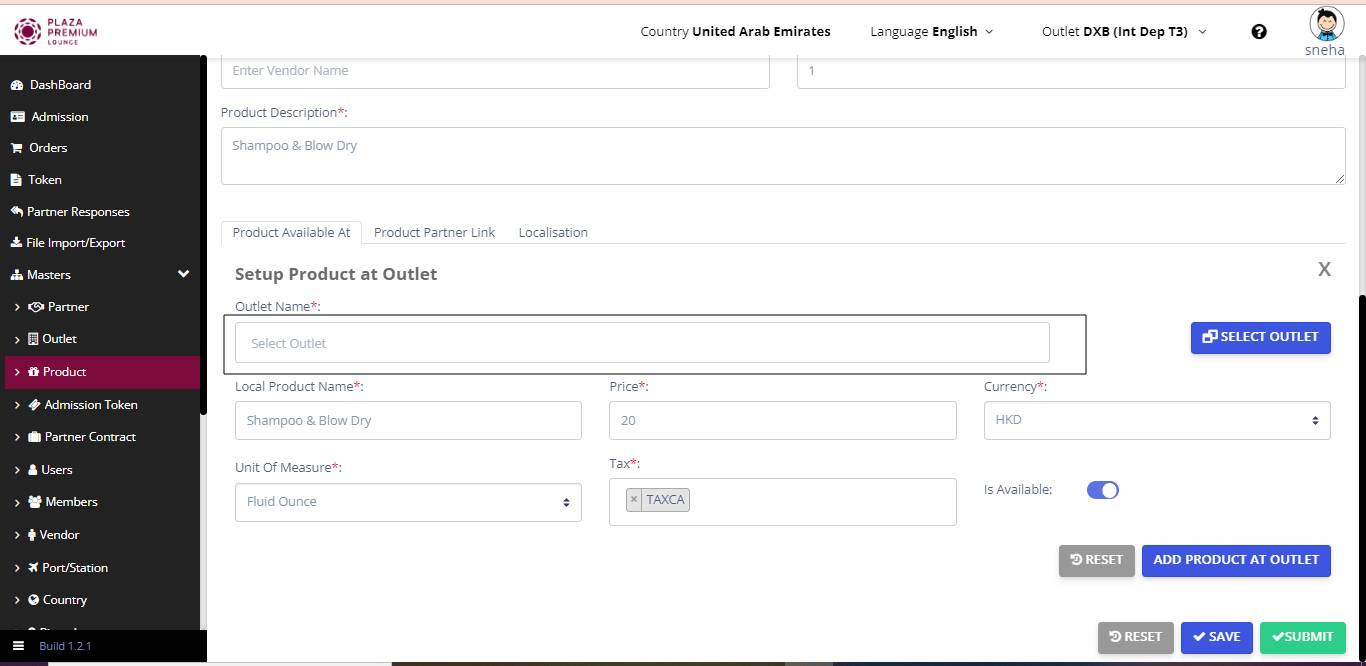 PLAZA
PREMIUM
LOUNGE
Country United Arab Emirates
Language English
Outlet DXB (Int Dep T3)
sneha
DashBoard
Admission
Orders
Token
Partner Responses
File Import/Export
Masters
Partner
Outlet
Product
Admission Token
Partner Contract
Users
Members
Vendor
Port/Station
Country
Build 1.2.1
Enter Vendor Name
1
Product Description*:
Shampoo & Blow Dry
Product Available At
Product Partner Link
Localisation
Setup Product at Outlet
X
Outlet Name*:
Select Outlet
SELECT OUTLET
Local Product Name*:
Price*:
Currency*:
Shampoo & Blow Dry
20
HKD
Unit Of Measure*:
Tax*:
Fluid Ounce
× TAXCA
Is Available:
RESET
ADD PRODUCT AT OUTLET
RESET
SAVE
SUBMIT